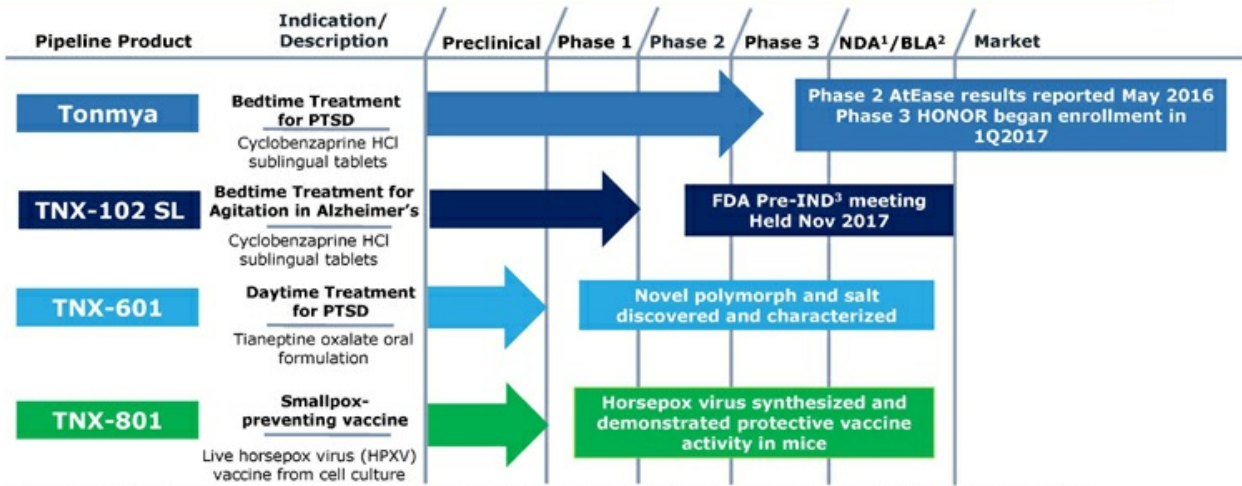 Pipeline Product
Indication/
Description
Preclinical
Phase 1
Phase 2
Phase 3
NDA¹/BLA²
Market
Tonmya
Bedtime Treatment
for PTSD
Cyclobenzaprine HCl
sublingual tablets
Phase 2 AtEase results reported May 2016
Phase 3 HONOR began enrollment in
1Q2017
TNX-102 SL
Bedtime Treatment for
Agitation in Alzheimer's
Cyclobenzaprine HCl
sublingual tablets
FDA Pre-IND³ meeting
Held Nov 2017
TNX-601
Daytime Treatment
for PTSD
Tianeptine oxalate oral
formulation
Novel polymorph and salt
discovered and characterized
TNX-801
Smallpox-
preventing vaccine
Live horsepox virus (HPXV)
vaccine from cell culture
Horsepox virus synthesized and
demonstrated protective vaccine
activity in mice